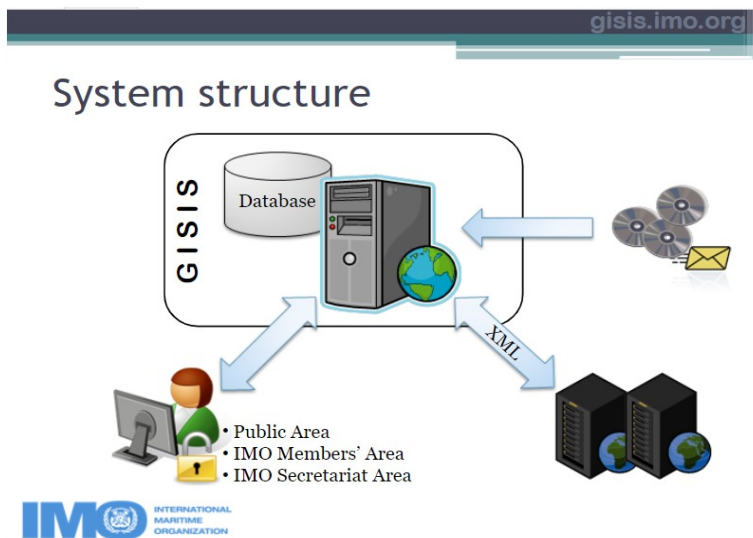 gisis.imo.org
System structure
GISIS
Database
XML
• Public Area
• IMO Members' Area
• IMO Secretariat Area
IMO
INTERNATIONAL
MARITIME
ORGANIZATION